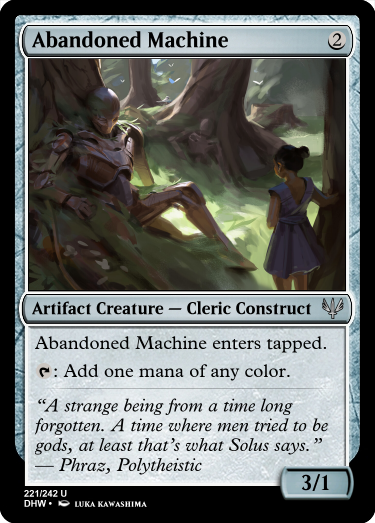 Abandoned Machine 2
Artifact Creature — Cleric Construct
Abandoned Machine enters tapped.
: Add one mana of any color.
“A strange being from a time long
forgotten. A time where men tried to be
gods, at least that’s what Solus says.”
— Phraz, Polytheistic
3/1
221/242 U
DHW • LUKA KAWASHIMA